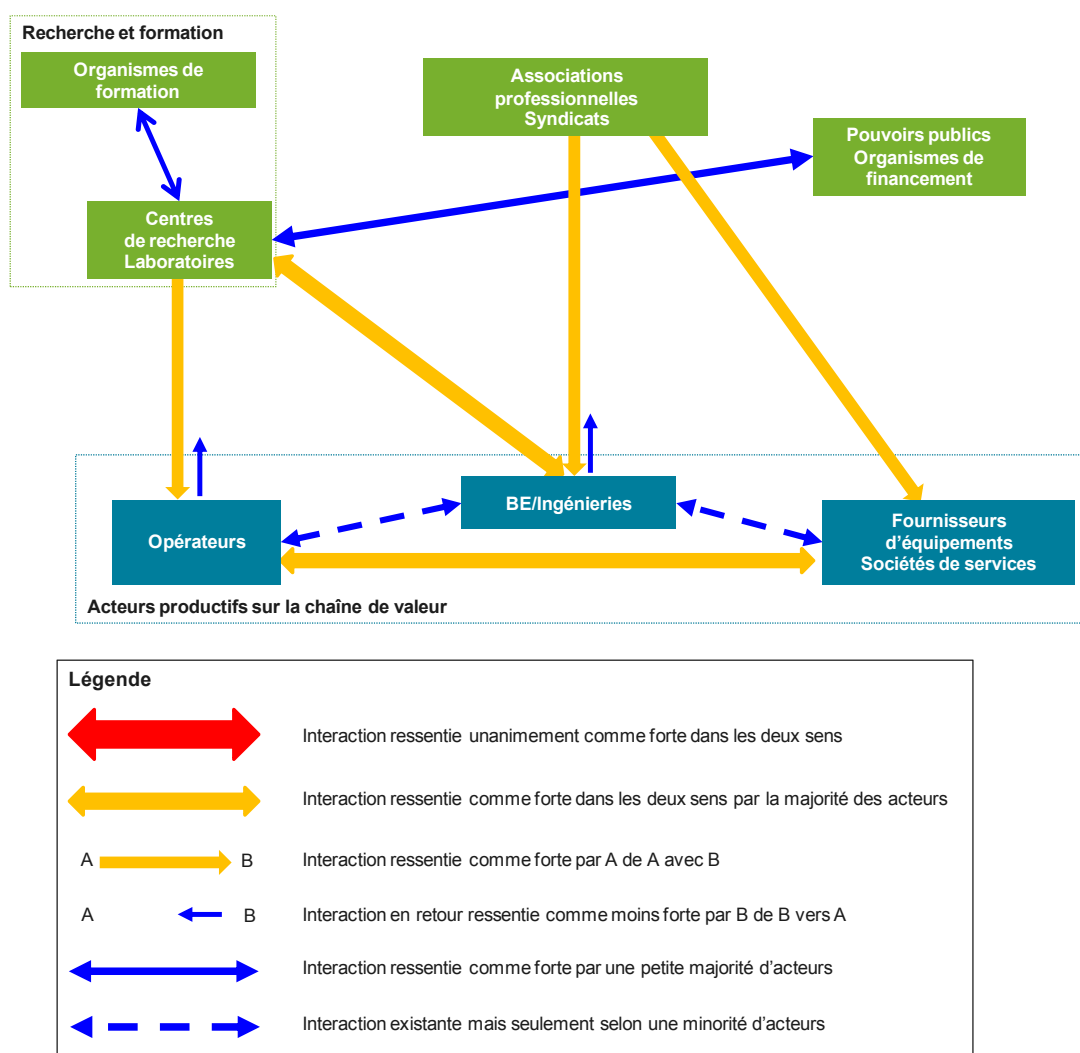 Recherche et formation
Organismes de
formation
Associations
professionnelles
Syndicats
Pouvoirs publics
Organismes de
financement
Centres
de recherche
Laboratoires
BE/Ingénieries
Opérateurs
Fournisseurs
d'équipements
Sociétés de services
Acteurs productifs sur la chaîne de valeur
Légende
Interaction ressentie unanimement comme forte dans les deux sens
Interaction ressentie comme forte dans les deux sens par la majorité des acteurs
A B Interaction ressentie comme forte par A de A avec B
A B Interaction en retour ressentie comme moins forte par B de B vers A
Interaction ressentie comme forte par une petite majorité d'acteurs
Interaction existante mais seulement selon une minorité d'acteurs